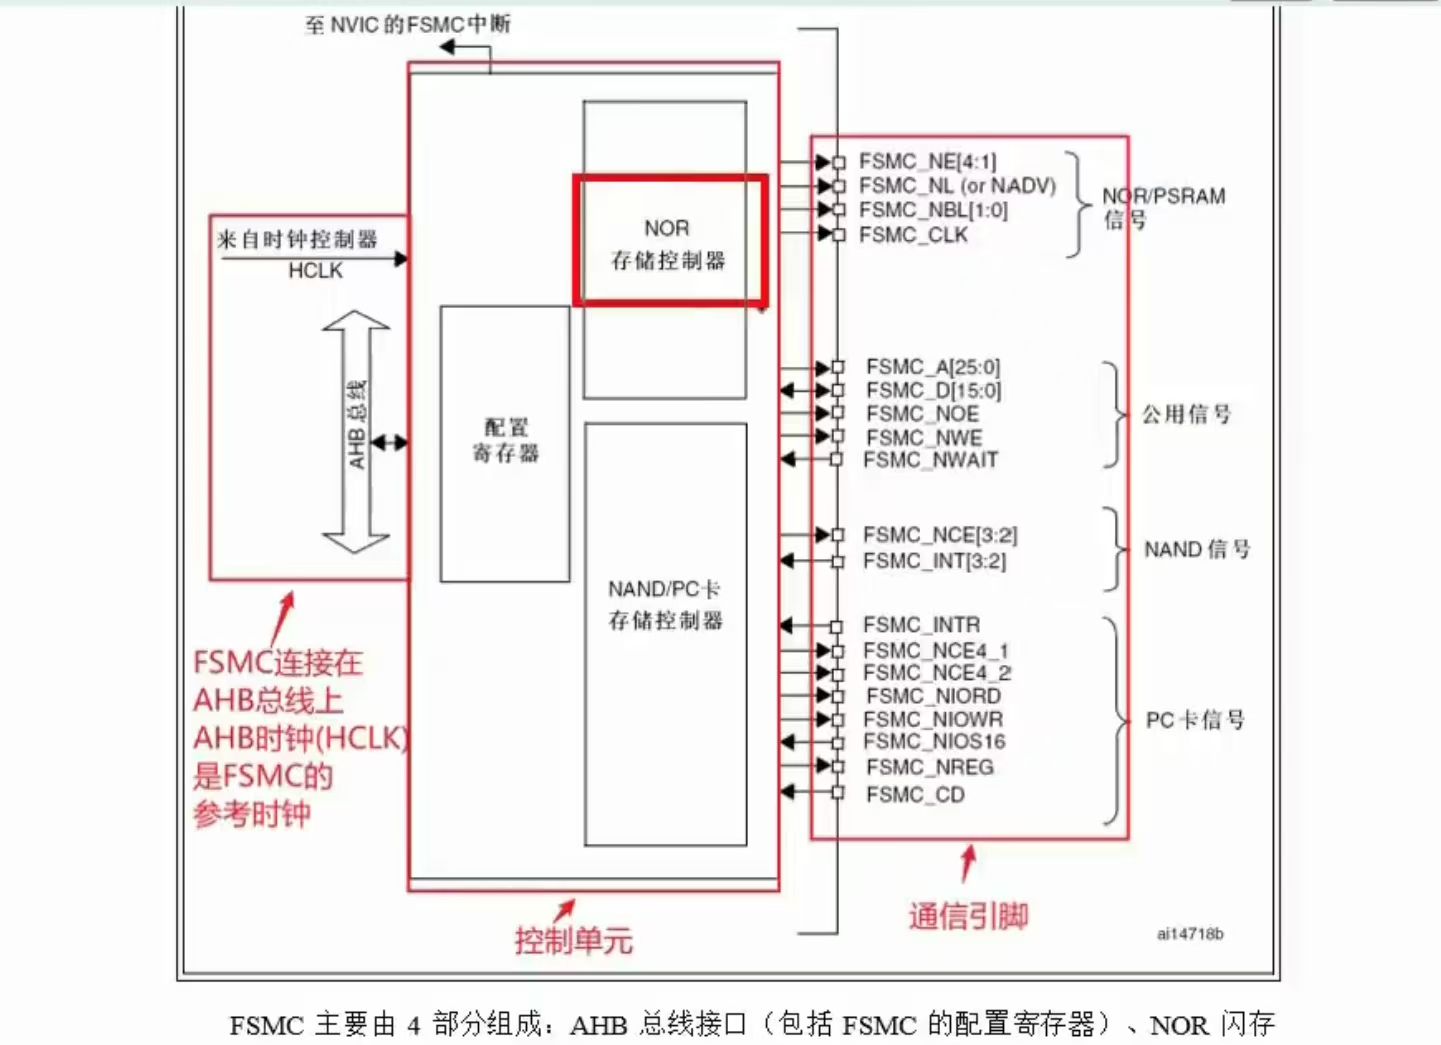 至 NVIC 的FSMC中断
来自时钟控制器
HCLK
AHB 总线
NOR
存储控制器
配置
寄存器
NAND/PC卡
存储控制器
FSMC_NE[4:1]
FSMC_NL (or NADV)
FSMC_NBL[1:0]
FSMC_CLK
NOR/PSRAM
信号
FSMC_A[25:0]
FSMC_D[15:0]
FSMC_NOE
FSMC_NWE
FSMC_NWAIT
公用信号
FSMC_NCE[3:2]
FSMC_INT[3:2]
NAND 信号
FSMC_INTR
FSMC_NCE4_1
FSMC_NCE4_2
FSMC_NIORD
FSMC_NIOWR
FSMC_NIOS16
FSMC_NREG
FSMC_CD
PC 卡信号
FSMC连接在
AHB总线上
AHB时钟(HCLK)
是FSMC的
参考时钟
控制单元
通信引脚
ai14718b
FSMC 主要由 4 部分组成：AHB 总线接口（包括 FSMC 的配置寄存器）、NOR 闪存